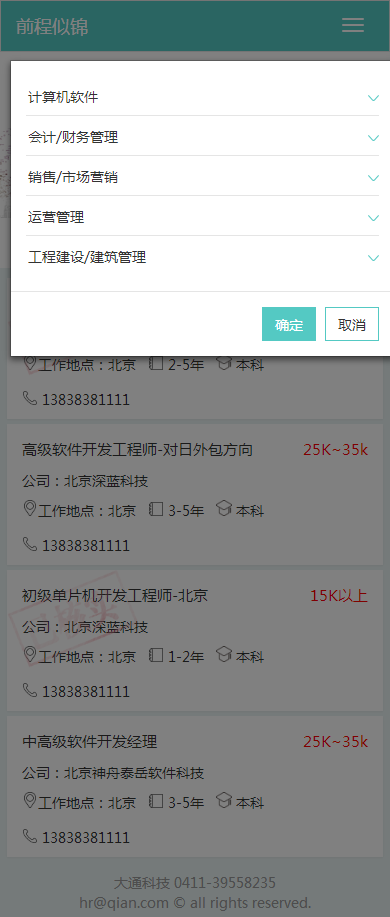 前程似锦
计算机软件
会计/财务管理
销售/市场营销
运营管理
工程建设/建筑管理
确定 取消
工作地点：北京 2-5年 本科
13838381111
高级软件开发工程师-对日外包方向 25K~35k
公司：北京深蓝科技
工作地点：北京 3-5年 本科
13838381111
初级单片机开发工程师-北京 15K以上
公司：北京深蓝科技
工作地点：北京 1-2年 本科
13838381111
中高级软件开发经理 25K~35k
公司：北京神舟泰岳软件科技
工作地点：北京 3-5年 本科
13838381111
大通科技 0411-39558235
hr@qian.com © all rights reserved.